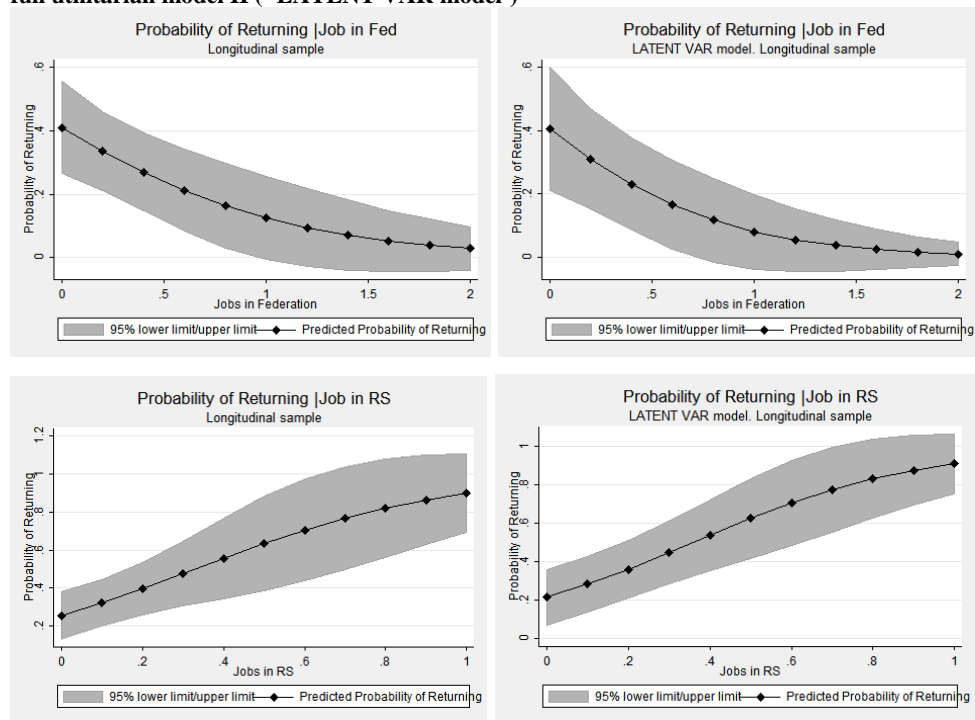 full utilitarian model II ("LATENT VAR model")
Probability of Returning |Job in Fed
Longitudinal sample
Probability of Returning
.6
.4
.2
0
0 .5 1 1.5 2
Jobs in Federation
95% lower limit/upper limit Predicted Probability of Returning
Probability of Returning |Job in Fed
LATENT VAR model. Longitudinal sample
Probability of Returning
.6
.4
.2
0
0 .5 1 1.5 2
Jobs in Federation
95% lower limit/upper limit Predicted Probability of Returning
Probability of Returning |Job in RS
Longitudinal sample
Probability of Returning
1.2
1
.8
.6
.4
.2
0 .2 .4 .6 .8 1
Jobs in RS
95% lower limit/upper limit Predicted Probability of Returning
Probability of Returning |Job in RS
LATENT VAR model. Longitudinal sample
Probability of Returning
1
.8
.6
.4
.2
0
0 .2 .4 .6 .8 1
Jobs in RS
95% lower limit/upper limit Predicted Probability of Returning